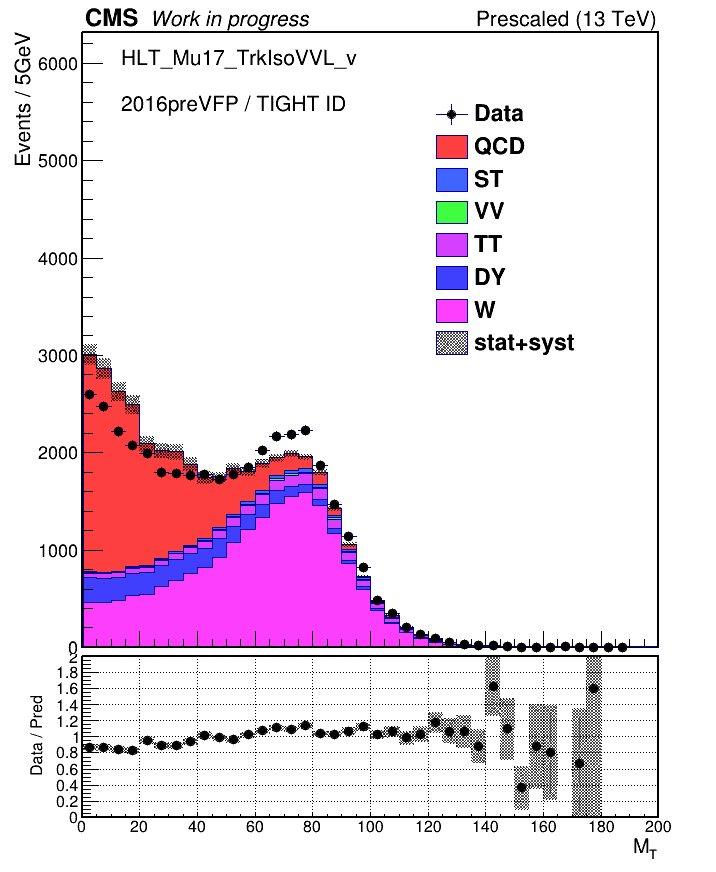 CMS Work in progress Prescaled (13 TeV)
HLT_Mu17_TrkIsoVVL_v
2016preVFP / TIGHT ID
Events / 5GeV
6000
5000
4000
3000
2000
1000
0
Data
QCD
ST
VV
TT
DY
W
stat+syst
Data / Pred
2
1.8
1.6
1.4
1.2
1
0.8
0.6
0.4
0.2
0
0 20 40 60 80 100 120 140 160 180 200
M_T